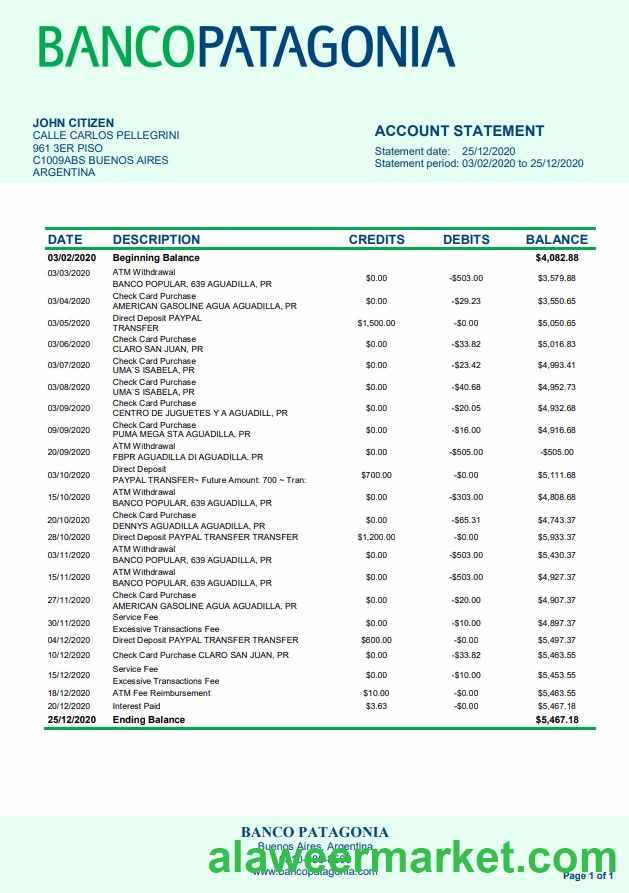 BANCOPATAGONIA
JOHN CITIZEN
CALLE CARLOS PELLEGRINI
961 3ER PISO
C1009ABS BUENOS AIRES
ARGENTINA
ACCOUNT STATEMENT
Statement date: 25/12/2020
Statement period: 03/02/2020 to 25/12/2020
DATE DESCRIPTION CREDITS DEBITS BALANCE
03/02/2020 Beginning Balance $4,082.88
03/03/2020 ATM Withdrawal
BANCO POPULAR, 639 AGUADILLA, PR $0.00 -$503.00 $3,579.88
03/04/2020 Check Card Purchase
AMERICAN GASOLINE AGUA AGUADILLA, PR $0.00 -$29.23 $3,550.65
03/05/2020 Direct Deposit PAYPAL
TRANSFER $1,500.00 -$0.00 $5,050.65
03/06/2020 Check Card Purchase
CLARO SAN JUAN, PR $0.00 -$33.82 $5,016.83
03/07/2020 Check Card Purchase
UMA´S ISABELA, PR $0.00 -$23.42 $4,993.41
03/08/2020 Check Card Purchase
UMA´S ISABELA, PR $0.00 -$40.68 $4,952.73
03/09/2020 Check Card Purchase
CENTRO DE JUGUETES Y A AGUADILL, PR $0.00 -$20.05 $4,932.68
09/09/2020 Check Card Purchase
PUMA MEGA STA AGUADILLA, PR $0.00 -$16.00 $4,916.68
20/09/2020 ATM Withdrawal
FBPR AGUADILLA DI AGUADILLA, PR $0.00 -$505.00 -$505.00
03/10/2020 Direct Deposit
PAYPAL TRANSFER~ Future Amount: 700 ~ Tran: $700.00 -$0.00 $5,111.68
15/10/2020 ATM Withdrawal
BANCO POPULAR, 639 AGUADILLA, PR $0.00 -$303.00 $4,808.68
20/10/2020 Check Card Purchase
DENNYS AGUADILLA AGUADILLA, PR $0.00 -$65.31 $4,743.37
28/10/2020 Direct Deposit PAYPAL TRANSFER TRANSFER $1,200.00 -$0.00 $5,933.37
03/11/2020 ATM Withdrawal
BANCO POPULAR, 639 AGUADILLA, PR $0.00 -$503.00 $5,430.37
15/11/2020 ATM Withdrawal
BANCO POPULAR, 639 AGUADILLA, PR $0.00 -$503.00 $4,927.37
27/11/2020 Check Card Purchase
AMERICAN GASOLINE AGUA AGUADILLA, PR $0.00 -$20.00 $4,907.37
30/11/2020 Service Fee
Excessive Transactions Fee $0.00 -$10.00 $4,897.37
04/12/2020 Direct Deposit PAYPAL TRANSFER TRANSFER $600.00 -$0.00 $5,497.37
10/12/2020 Check Card Purchase CLARO SAN JUAN, PR $0.00 -$33.82 $5,463.55
15/12/2020 Service Fee
Excessive Transactions Fee $0.00 -$10.00 $5,453.55
18/12/2020 ATM Fee Reimbursement $10.00 -$0.00 $5,463.55
20/12/2020 Interest Paid $3.63 -$0.00 $5,467.18
25/12/2020 Ending Balance $5,467.18
BANCO PATAGONIA
Buenos Aires, Argentina
alaweermarket.com
www.bancopatagonia.com
Page 1 of 1